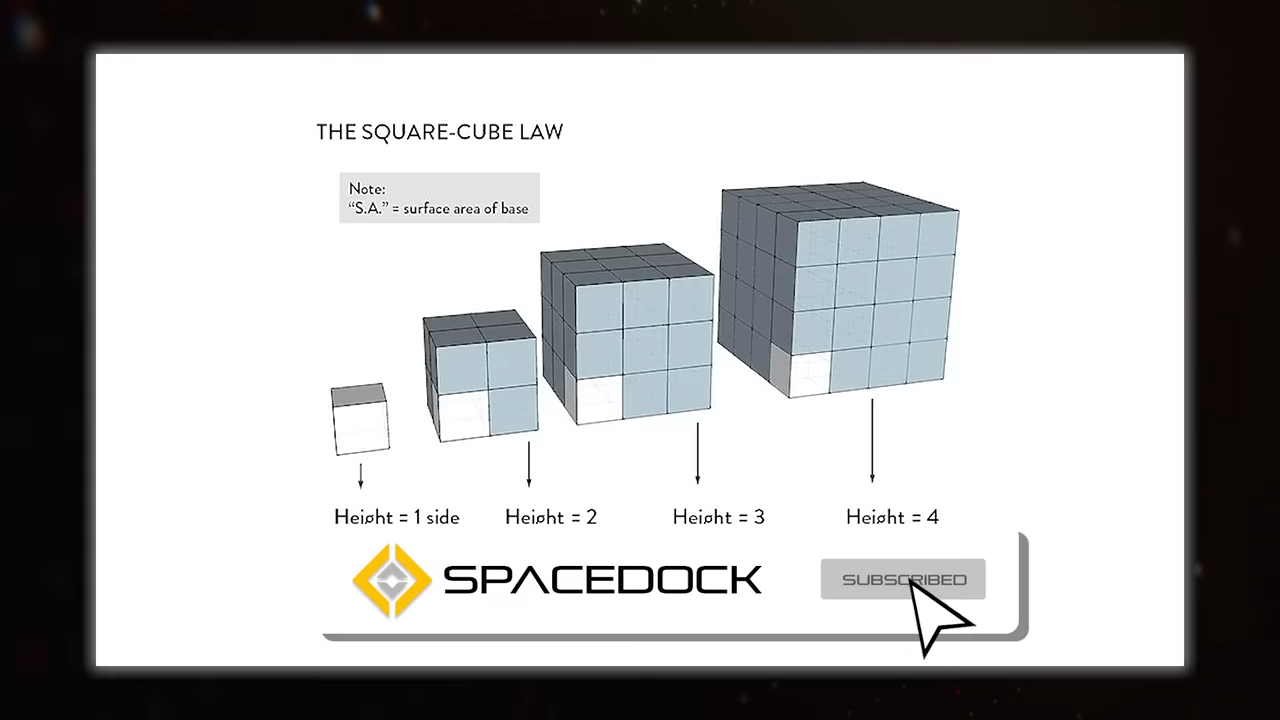 THE SQUARE-CUBE LAW
Note:
"S.A." = surface area of base
Height = 1 side
Height = 2
Height = 3
Height = 4
SPACEDOCK
SUBSCRIBED